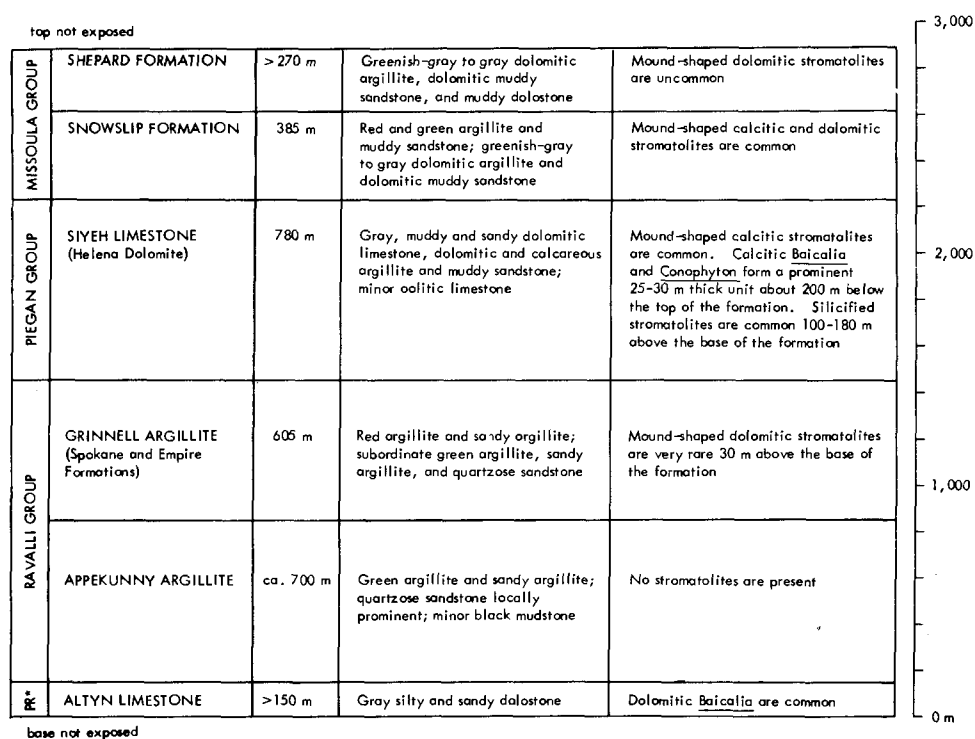 top not exposed
3,000
MISSOULA GROUP
SHEPARD FORMATION
> 270 m
Greenish-gray to gray dolomitic
argillite, dolomitic muddy
sandstone, and muddy dolostone
Mound-shaped dolomitic stromatolites
are uncommon
SNOWSLIP FORMATION
385 m
Red and green argillite and
muddy sandstone; greenish-gray
to gray dolomitic argillite and
dolomitic muddy sandstone
Mound-shaped calcitic and dolomitic
stromatolites are common
PIEGAN GROUP
SIYEH LIMESTONE
(Helena Dolomite)
780 m
Gray, muddy and sandy dolomitic
limestone, dolomitic and calcareous
argillite and muddy sandstone;
minor oolitic limestone
Mound-shaped calcitic stromatolites
are common. Calcitic Baicalia
and Conophyton form a prominent
25-30 m thick unit about 200 m below
the top of the formation. Silicified
stromatolites are common 100-180 m
above the base of the formation
2,000
RAVALLI GROUP
GRINNELL ARGILLITE
(Spokane and Empire
Formations)
605 m
Red argillite and sandy argillite;
subordinate green argillite, sandy
argillite, and quartzose sandstone
Mound-shaped dolomitic stromatolites
are very rare 30 m above the base of
the formation
1,000
APPEKUNNY ARGILLITE
ca. 700 m
Green argillite and sandy argillite;
quartzose sandstone locally
prominent; minor black mudstone
No stromatolites are present
PR*
ALTYN LIMESTONE
>150 m
Gray silty and sandy dolostone
Dolomitic Baicalia are common
0 m
base not exposed